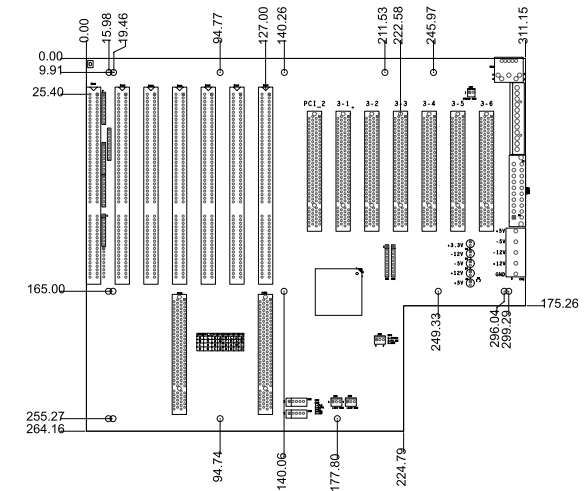 0.00
15.98
19.46
94.77
127.00
140.26
211.53
222.58
245.97
311.15
0.00
9.91
25.40
PCI_2
3-1
3-2
3-3
3-4
3-5
3-6
+3.3V
-12V
-5V
+12V
+5V
+5V
-5V
-12V
+12V
GND
165.00
175.26
249.33
296.04
299.29
255.27
264.16
94.74
140.06
177.80
224.79